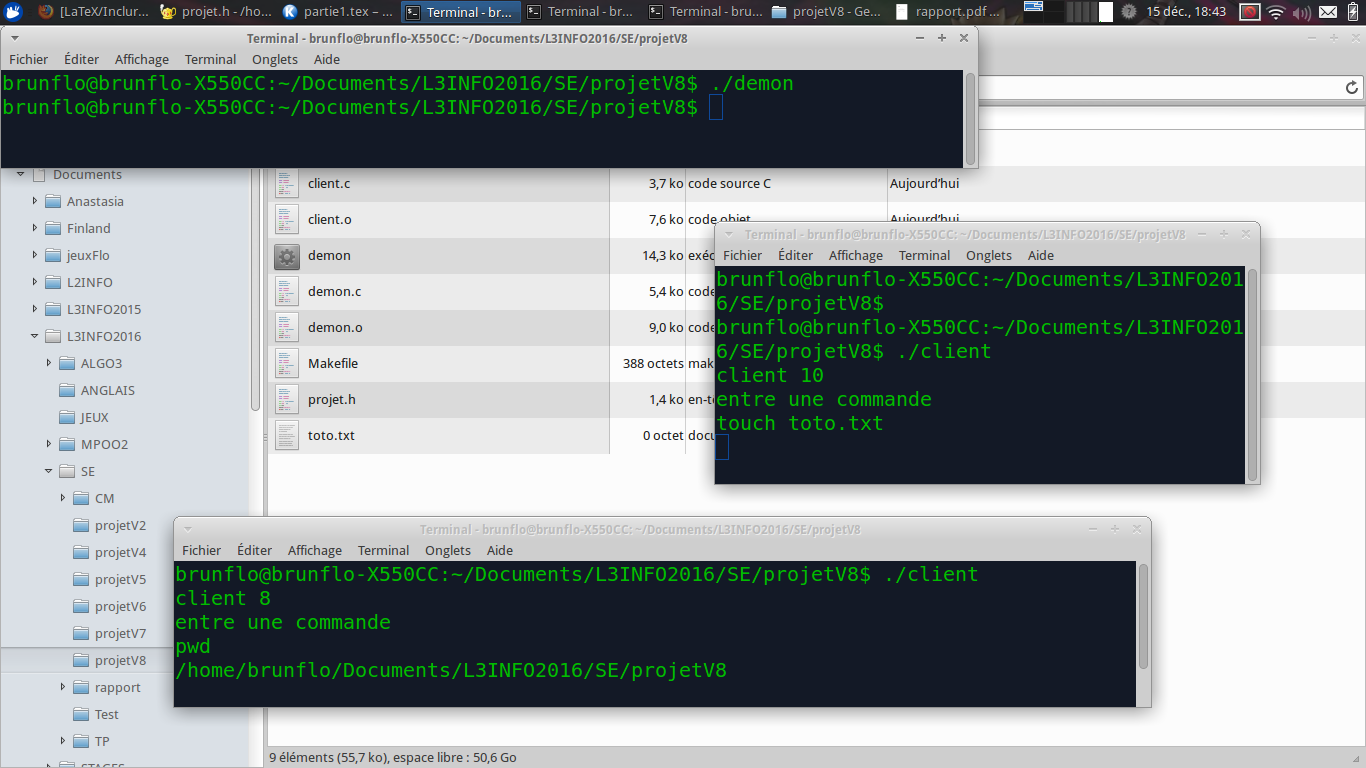 [LaTeX/Inclur... projet.h - /ho... partie1.tex – ... Terminal - br... Terminal - br... Terminal - bru... projetV8 - Ge... rapport.pdf ... 15 déc., 18:43
Terminal - brunflo@brunflo-X550CC: ~/Documents/L3INFO2016/SE/projetV8
Fichier Éditer Affichage Terminal Onglets Aide
brunflo@brunflo-X550CC:~/Documents/L3INFO2016/SE/projetV8$ ./demon
brunflo@brunflo-X550CC:~/Documents/L3INFO2016/SE/projetV8$
Documents
Anastasia
Finland
jeuxFlo
L2INFO
L3INFO2015
L3INFO2016
ALGO3
ANGLAIS
JEUX
MPOO2
SE
CM
projetV2
projetV4
projetV5
projetV6
projetV7
projetV8
rapport
Test
TP
STAGES
client.c 3,7 ko code source C Aujourd'hui
client.o 7,6 ko code objet Aujourd'hui
demon 14,3 ko exéc
demon.c 5,4 ko code
demon.o 9,0 ko code
Makefile 388 octets mak
projet.h 1,4 ko en-t
toto.txt 0 octet docu
Terminal - brunflo@brunflo-X550CC: ~/Documents/L3INFO2016/SE/projetV8
Fichier Éditer Affichage Terminal Onglets Aide
brunflo@brunflo-X550CC:~/Documents/L3INFO201
6/SE/projetV8$
brunflo@brunflo-X550CC:~/Documents/L3INFO201
6/SE/projetV8$ ./client
client 10
entre une commande
touch toto.txt
Terminal - brunflo@brunflo-X550CC: ~/Documents/L3INFO2016/SE/projetV8
Fichier Éditer Affichage Terminal Onglets Aide
brunflo@brunflo-X550CC:~/Documents/L3INFO2016/SE/projetV8$ ./client
client 8
entre une commande
pwd
/home/brunflo/Documents/L3INFO2016/SE/projetV8
9 éléments (55,7 ko), espace libre : 50,6 Go